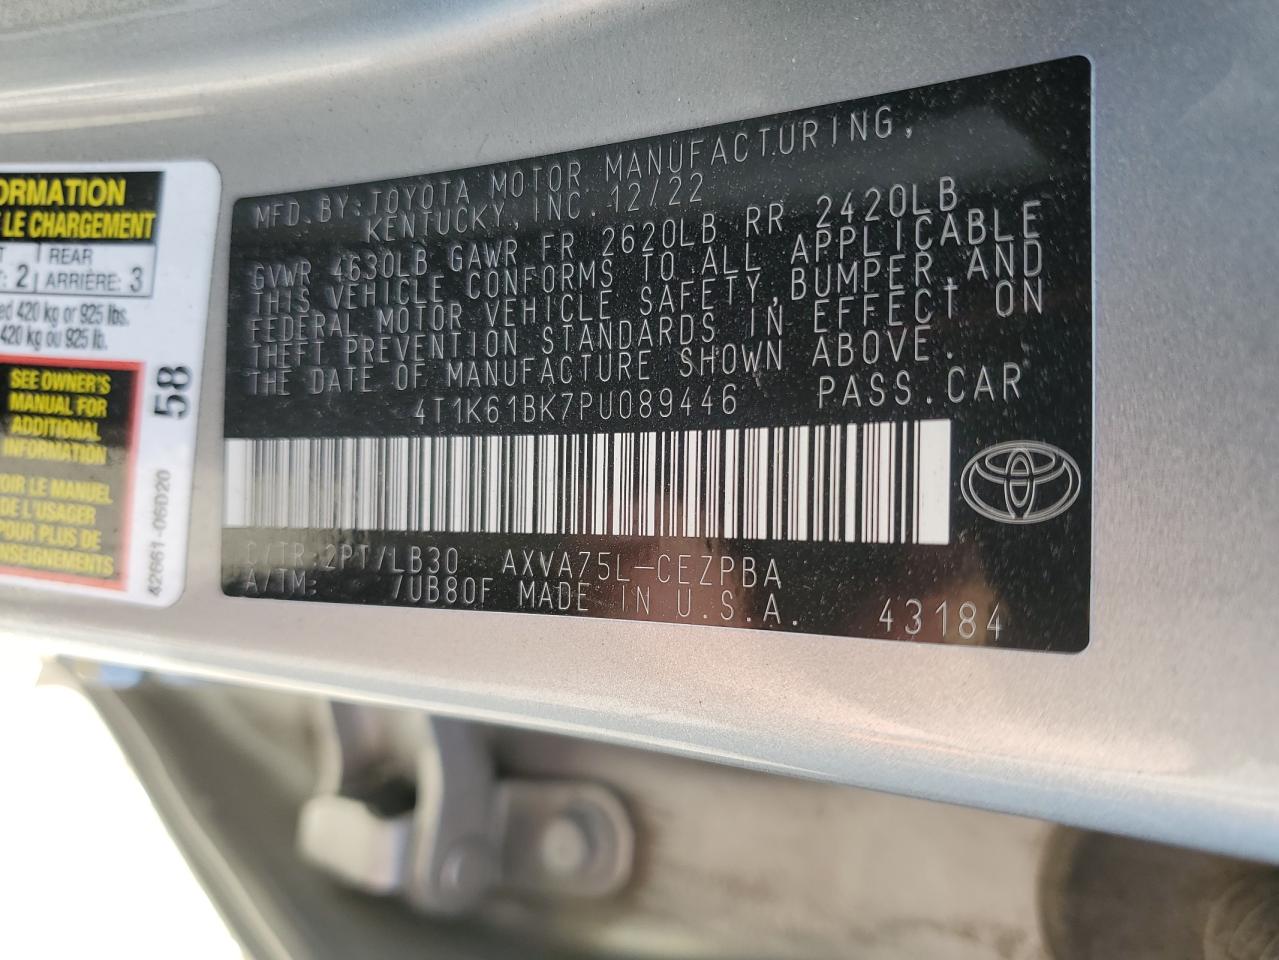 ORMATION
LE CHARGEMENT
REAR
: 2 ARRIÈRE: 3
ed 420 kg or 925 lbs.
420 kg ou 925 lb.
SEE OWNER'S
MANUAL FOR
ADDITIONAL
INFORMATION
OIR LE MANUEL
DE L'USAGER
POUR PLUS DE
NSEIGNEMENTS
58
42661-06D20
MFD. BY: TOYOTA MOTOR MANUFACTURING,
KENTUCKY, INC. 12/22
GVWR 4630LB GAWR FR 2620LB RR 2420LB
THIS VEHICLE CONFORMS TO ALL APPLICABLE
FEDERAL MOTOR VEHICLE SAFETY, BUMPER, AND
THEFT PREVENTION STANDARDS IN EFFECT ON
THE DATE OF MANUFACTURE SHOWN ABOVE.
4T1K61BK7PU089446 PASS. CAR
C/TR: 2PT/LB30 AXVA75L-CEZPBA
A/TM: /UB80F MADE IN U.S.A. 43184